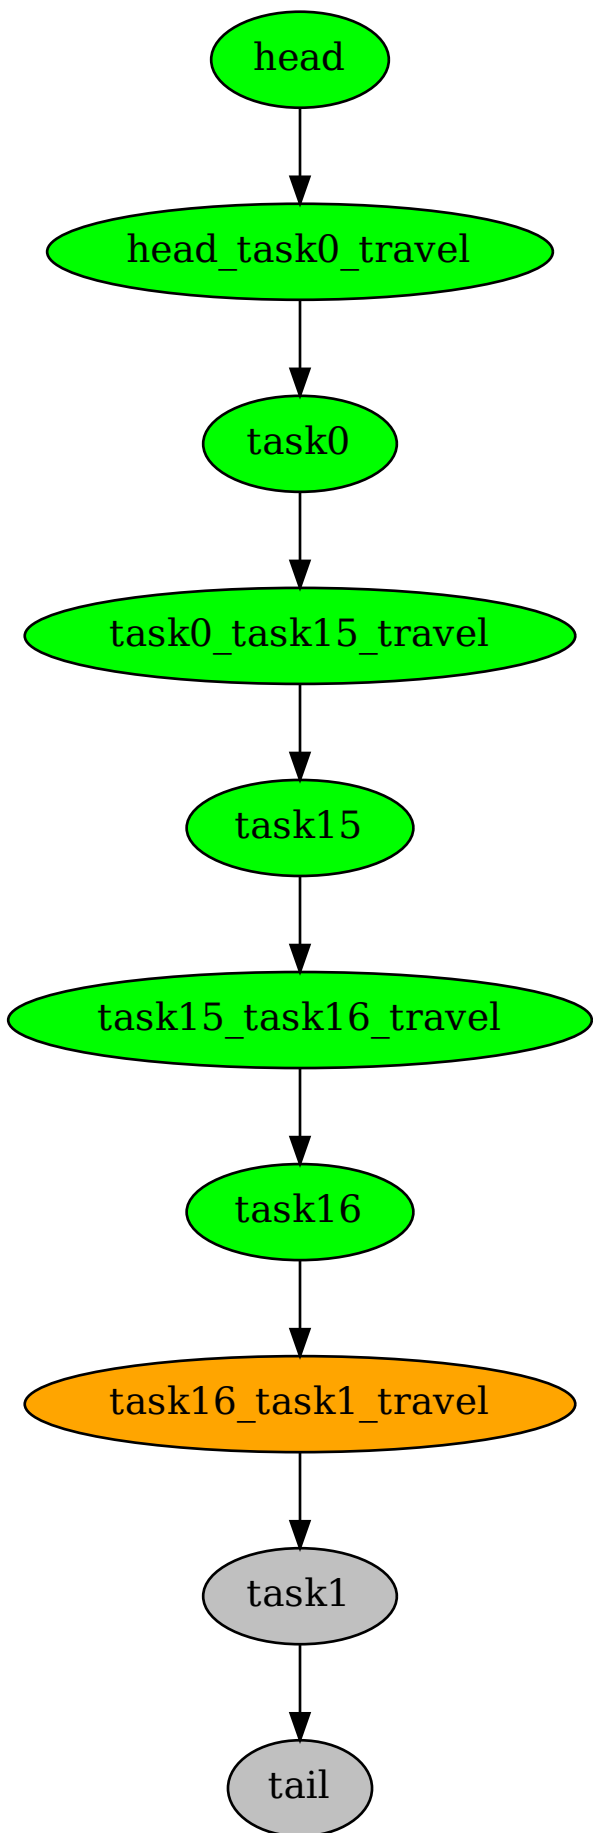 head
head_task0_travel
task0
task0_task15_travel
task15
task15_task16_travel
task16
task16_task1_travel
task1
tail